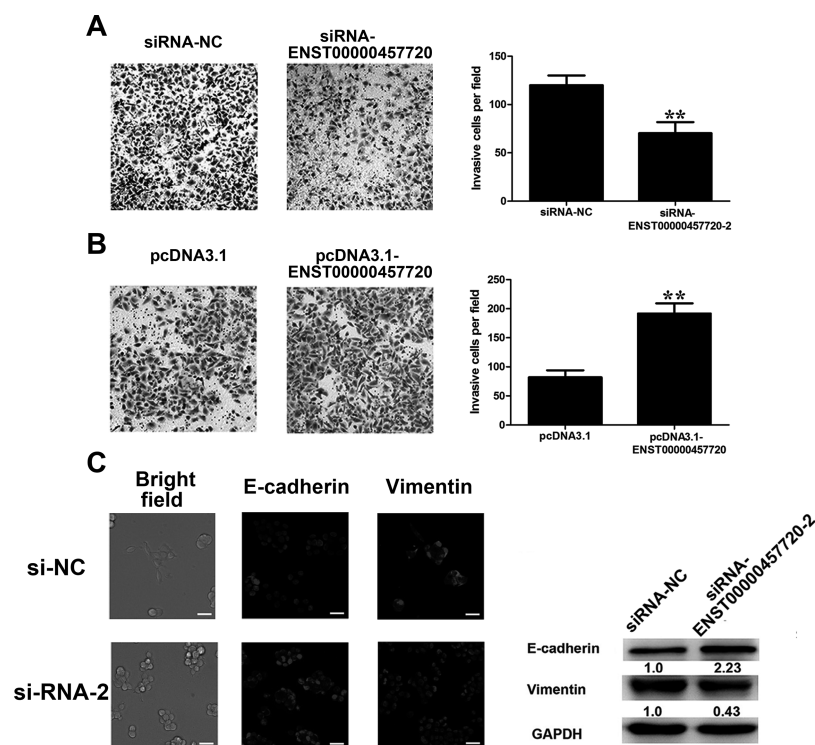 A
siRNA-NC
siRNA-
ENST00000457720
Invasive cells per field
150
100
50
0
**
siRNA-NC
siRNA-
ENST00000457720-2
B
pcDNA3.1
pcDNA3.1-
ENST00000457720
Invasive cells per field
250
200
150
100
50
0
**
pcDNA3.1
pcDNA3.1-
ENST00000457720
C
Bright
field
E-cadherin
Vimentin
si-NC
si-RNA-2
siRNA-NC
siRNA-
ENST00000457720-2
E-cadherin
1.0 2.23
Vimentin
1.0 0.43
GAPDH